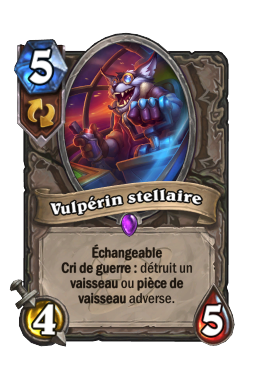 5
Vulpérin stellaire
Échangeable
Cri de guerre : détruit un
vaisseau ou pièce de
vaisseau adverse.
4
5